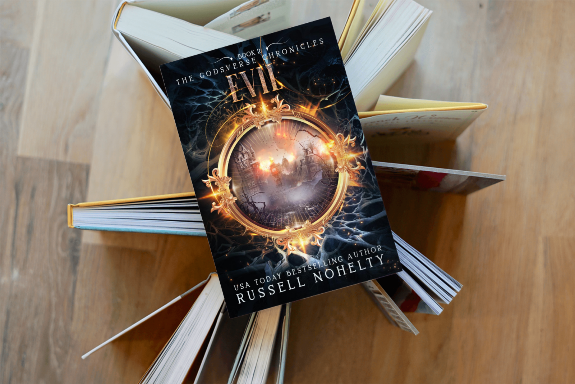 BOOK 2
THE GODSVERSE CHRONICLES
EVIL
USA TODAY BESTSELLING AUTHOR
RUSSELL NOHELTY